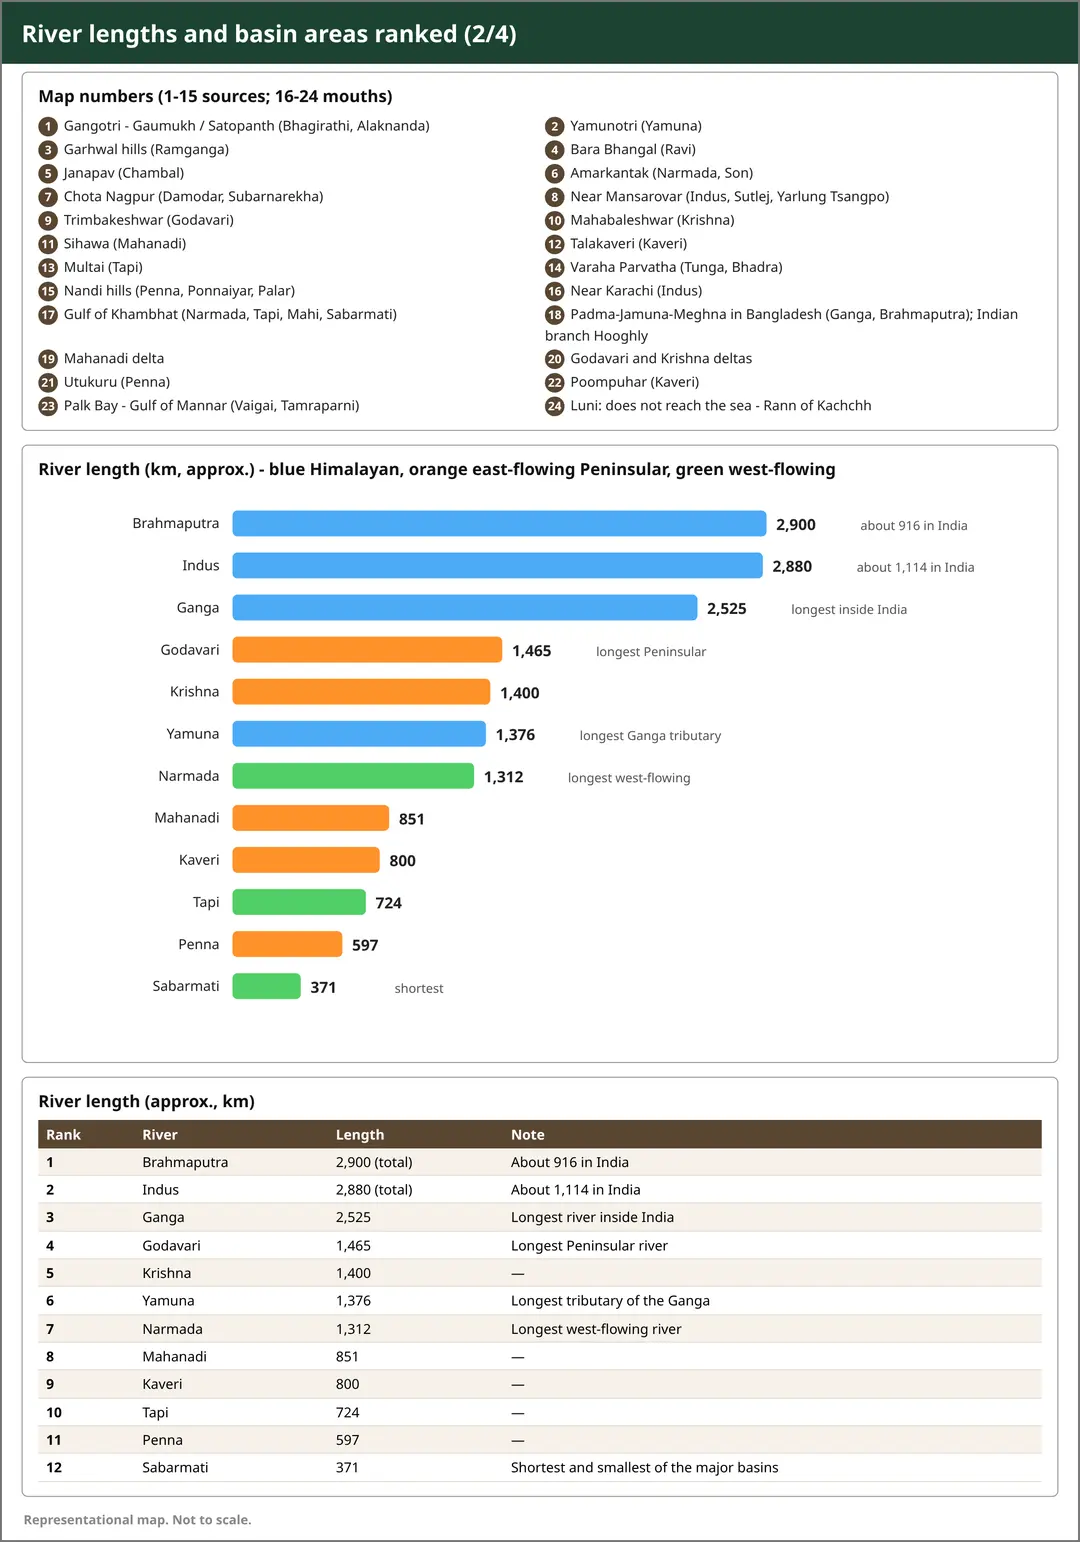 River lengths and basin areas ranked (2/4)
Map numbers (1-15 sources; 16-24 mouths)
1 Gangotri - Gaumukh / Satopanth (Bhagirathi, Alaknanda)
2 Yamunotri (Yamuna)
3 Garhwal hills (Ramganga)
4 Bara Bhangal (Ravi)
5 Janapav (Chambal)
6 Amarkantak (Narmada, Son)
7 Chota Nagpur (Damodar, Subarnarekha)
8 Near Mansarovar (Indus, Sutlej, Yarlung Tsangpo)
9 Trimbakeshwar (Godavari)
10 Mahabaleshwar (Krishna)
11 Sihawa (Mahanadi)
12 Talakaveri (Kaveri)
13 Multai (Tapi)
14 Varaha Parvatha (Tunga, Bhadra)
15 Nandi hills (Penna, Ponnaiyar, Palar)
16 Near Karachi (Indus)
17 Gulf of Khambhat (Narmada, Tapi, Mahi, Sabarmati)
18 Padma-Jamuna-Meghna in Bangladesh (Ganga, Brahmaputra); Indian
branch Hooghly
19 Mahanadi delta
20 Godavari and Krishna deltas
21 Utukuru (Penna)
22 Poompuhar (Kaveri)
23 Palk Bay - Gulf of Mannar (Vaigai, Tamraparni)
24 Luni: does not reach the sea - Rann of Kachchh
River length (km, approx.) - blue Himalayan, orange east-flowing Peninsular, green west-flowing
Brahmaputra 2,900 about 916 in India
Indus 2,880 about 1,114 in India
Ganga 2,525 longest inside India
Godavari 1,465 longest Peninsular
Krishna 1,400
Yamuna 1,376 longest Ganga tributary
Narmada 1,312 longest west-flowing
Mahanadi 851
Kaveri 800
Tapi 724
Penna 597
Sabarmati 371 shortest
River length (approx., km)
Rank River Length Note
1 Brahmaputra 2,900 (total) About 916 in India
2 Indus 2,880 (total) About 1,114 in India
3 Ganga 2,525 Longest river inside India
4 Godavari 1,465 Longest Peninsular river
5 Krishna 1,400 —
6 Yamuna 1,376 Longest tributary of the Ganga
7 Narmada 1,312 Longest west-flowing river
8 Mahanadi 851 —
9 Kaveri 800 —
10 Tapi 724 —
11 Penna 597 —
12 Sabarmati 371 Shortest and smallest of the major basins
Representational map. Not to scale.